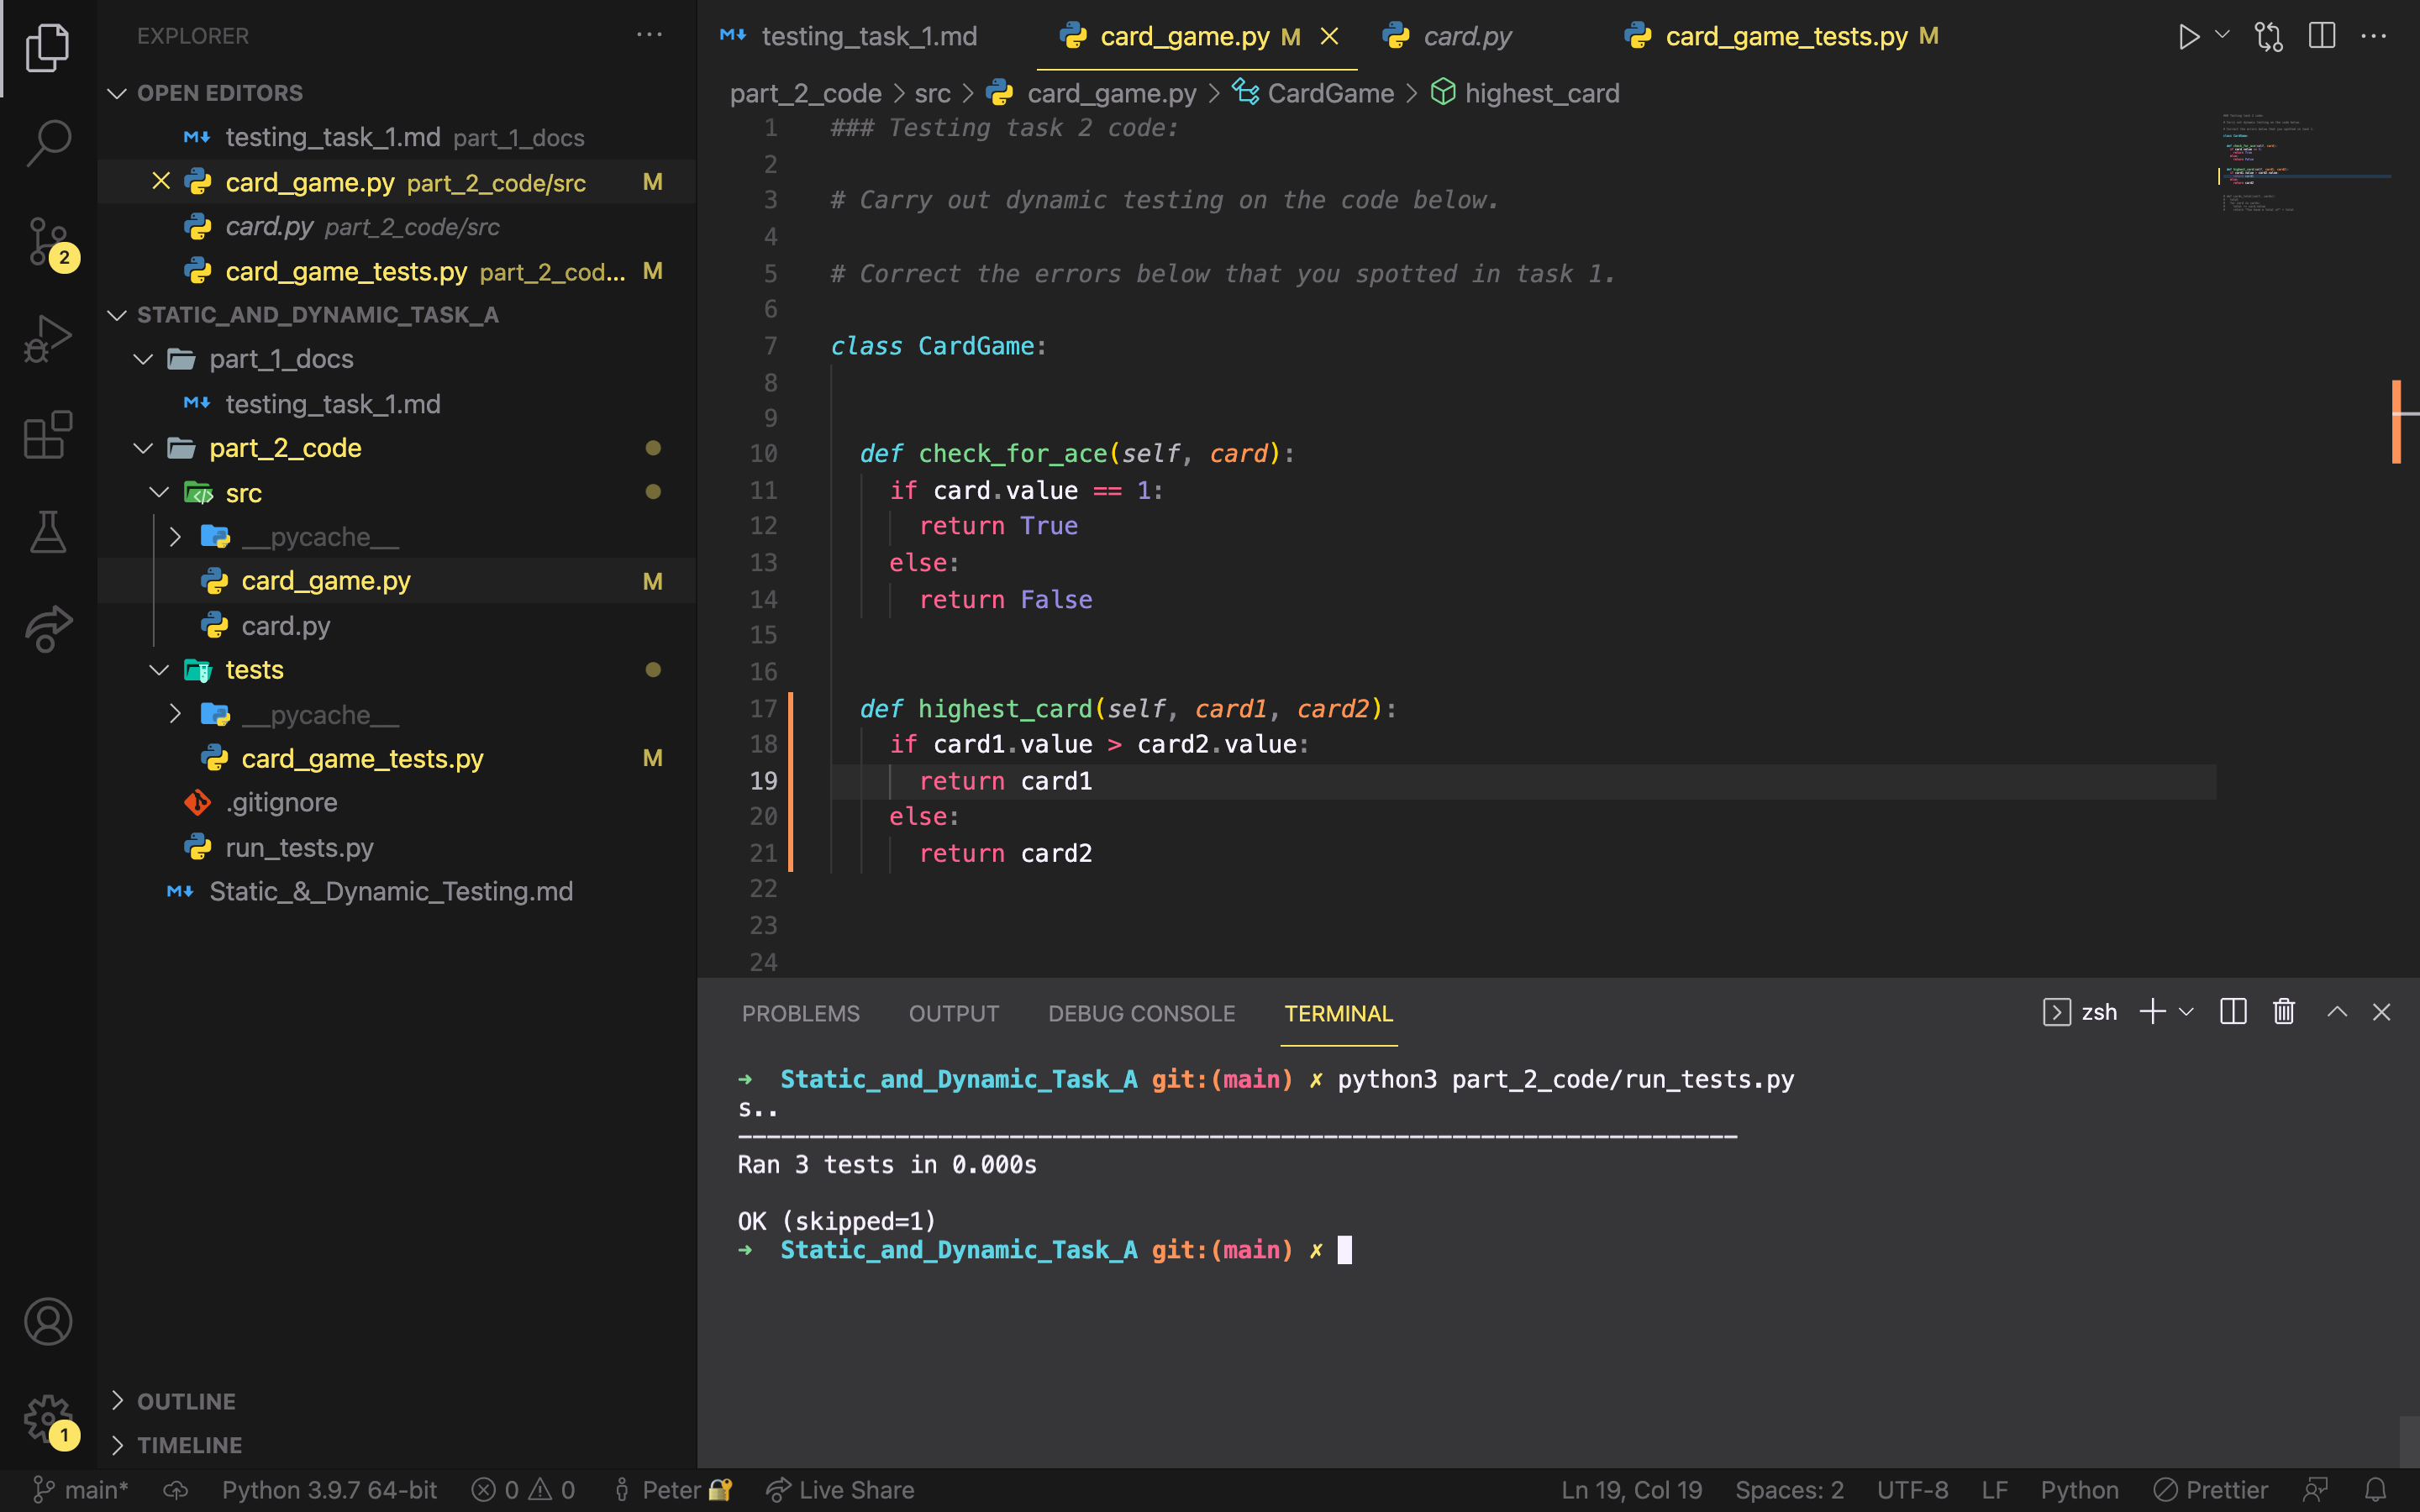 EXPLORER
OPEN EDITORS
testing_task_1.md part_1_docs
card_game.py part_2_code/src M
card.py part_2_code/src
card_game_tests.py part_2_cod... M
STATIC_AND_DYNAMIC_TASK_A
part_1_docs
testing_task_1.md
part_2_code
src
__pycache__
card_game.py M
card.py
tests
__pycache__
card_game_tests.py M
.gitignore
run_tests.py
Static_&_Dynamic_Testing.md
OUTLINE
TIMELINE
2
1
testing_task_1.md card_game.py M card.py card_game_tests.py M
part_2_code > src > card_game.py > CardGame > highest_card
1 ### Testing task 2 code:
2
3 # Carry out dynamic testing on the code below.
4
5 # Correct the errors below that you spotted in task 1.
6
7 class CardGame:
8
9
10 def check_for_ace(self, card):
11 if card.value == 1:
12 return True
13 else:
14 return False
15
16
17 def highest_card(self, card1, card2):
18 if card1.value > card2.value:
19 return card1
20 else:
21 return card2
22
23
24
PROBLEMS OUTPUT DEBUG CONSOLE TERMINAL zsh
➜ Static_and_Dynamic_Task_A git:(main) ✗ python3 part_2_code/run_tests.py
s..
----------------------------------------------------------------------
Ran 3 tests in 0.000s
OK (skipped=1)
➜ Static_and_Dynamic_Task_A git:(main) ✗
main* Python 3.9.7 64-bit 0 0 Peter 🔐 Live Share Ln 19, Col 19 Spaces: 2 UTF-8 LF Python Prettier